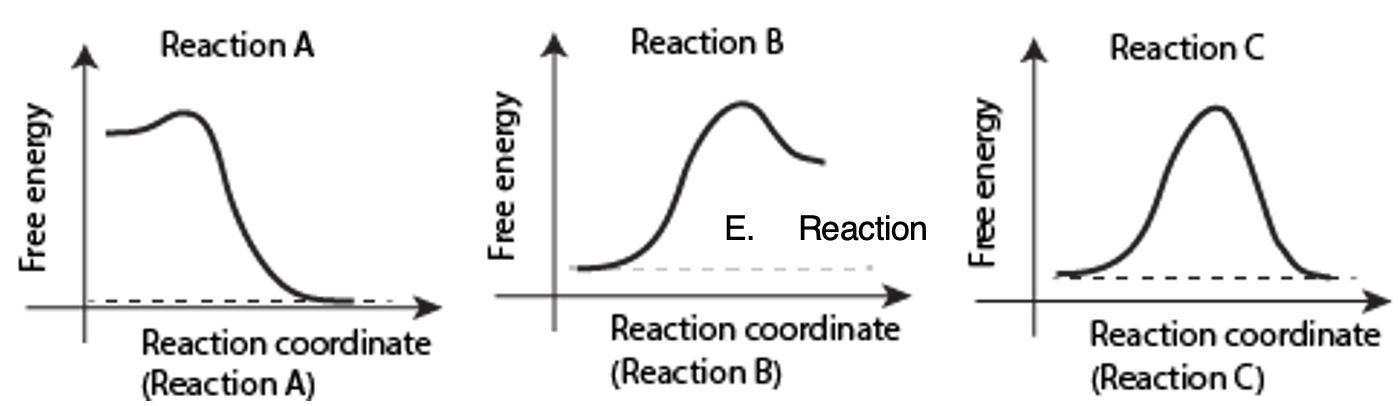 Reaction A
Free energy
Reaction coordinate
(Reaction A)
Reaction B
Free energy
E. Reaction
Reaction coordinate
(Reaction B)
Reaction C
Free energy
Reaction coordinate
(Reaction C)